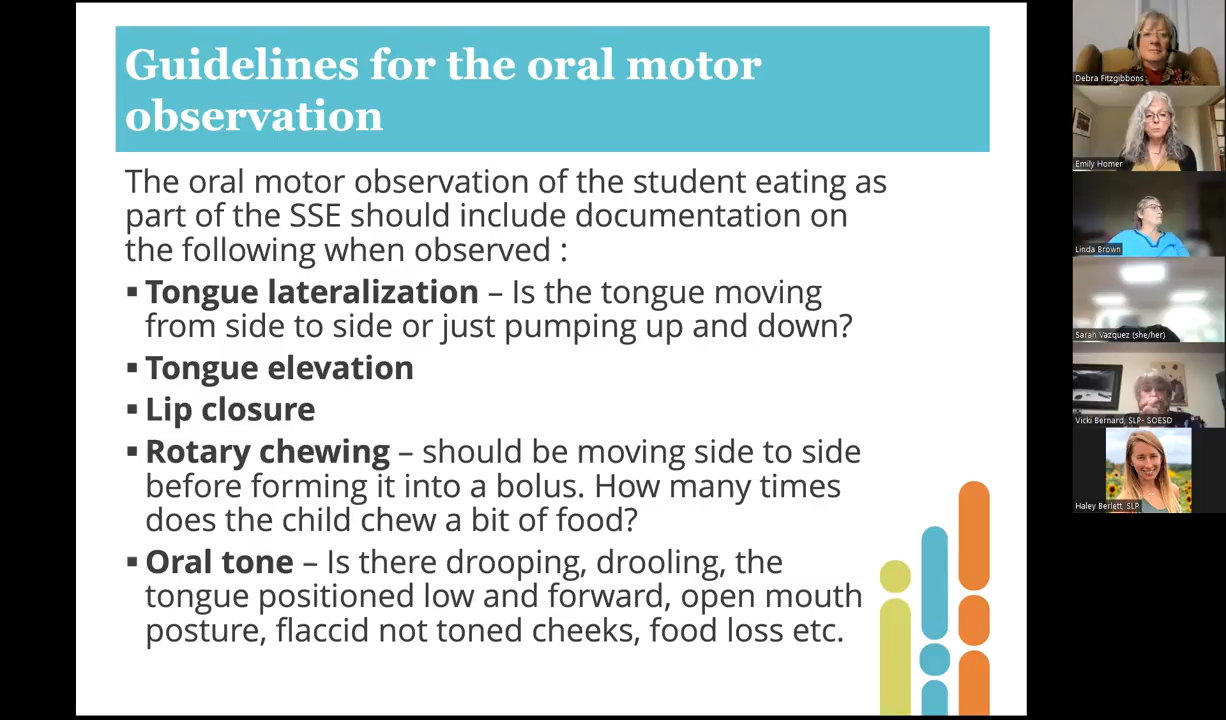 Guidelines for the oral motor
observation
The oral motor observation of the student eating as
part of the SSE should include documentation on
the following when observed :
▪ Tongue lateralization – Is the tongue moving
from side to side or just pumping up and down?
▪ Tongue elevation
▪ Lip closure
▪ Rotary chewing – should be moving side to side
before forming it into a bolus. How many times
does the child chew a bit of food?
▪ Oral tone – Is there drooping, drooling, the
tongue positioned low and forward, open mouth
posture, flaccid not toned cheeks, food loss etc.
Debra Fitzgibbons
Emily Homer
Linda Brown
Sarah Vazquez (she/her)
Vicki Bernard, SLP- SOESD
Haley Berlett, SLP